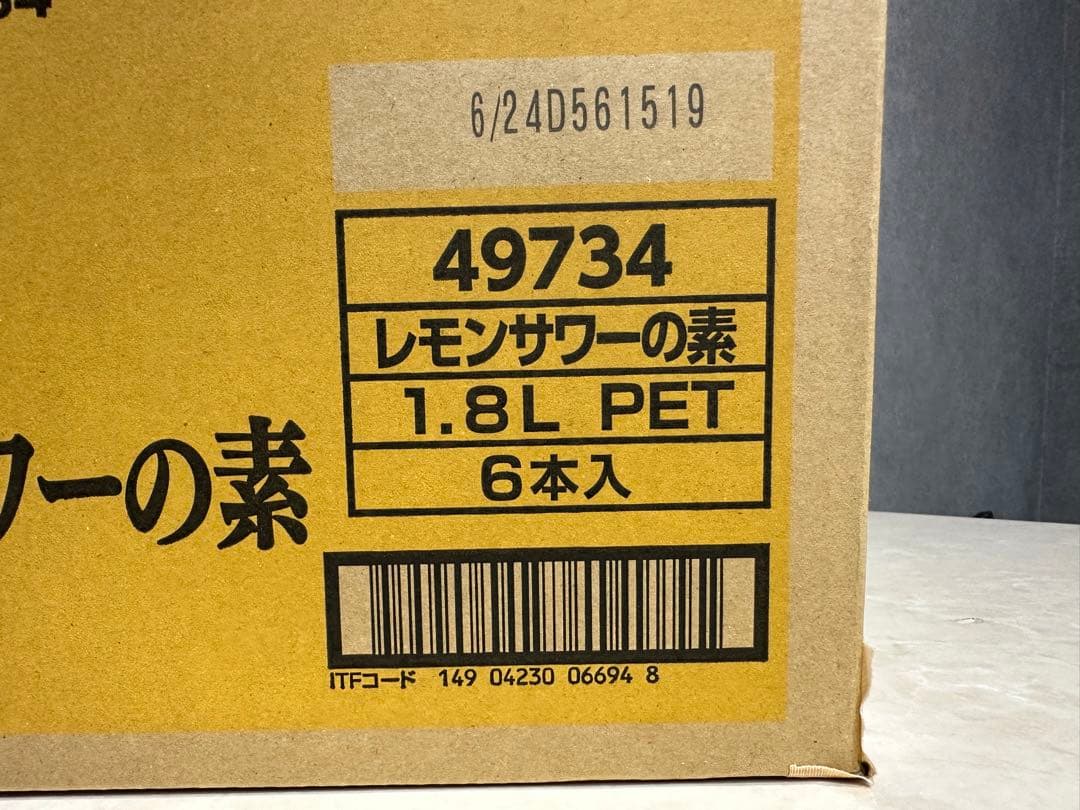 6/24D561519
49734
レモンサワーの素
1.8L PET
6本入
ワーの素
ITFコード 149 04230 06694 8